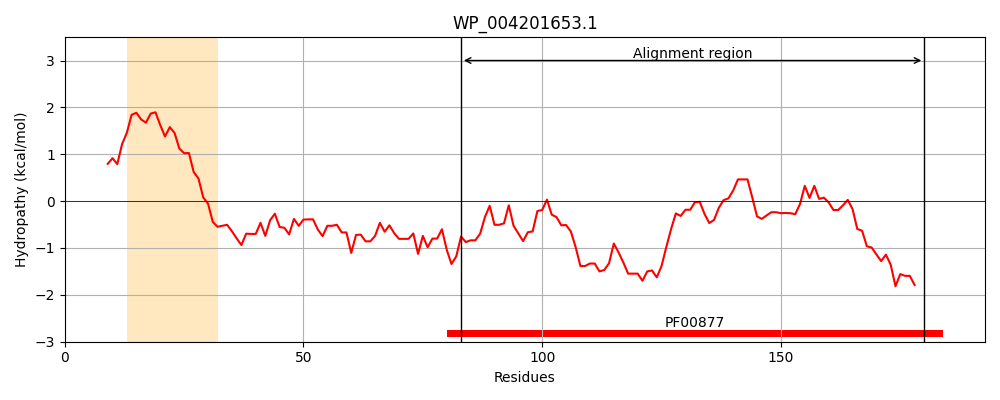 WP_004201653.1
Alignment region
Hydropathy (kcal/mol)
3
2
1
0
−1
−2
−3
PF00877
0 50 100 150
Residues